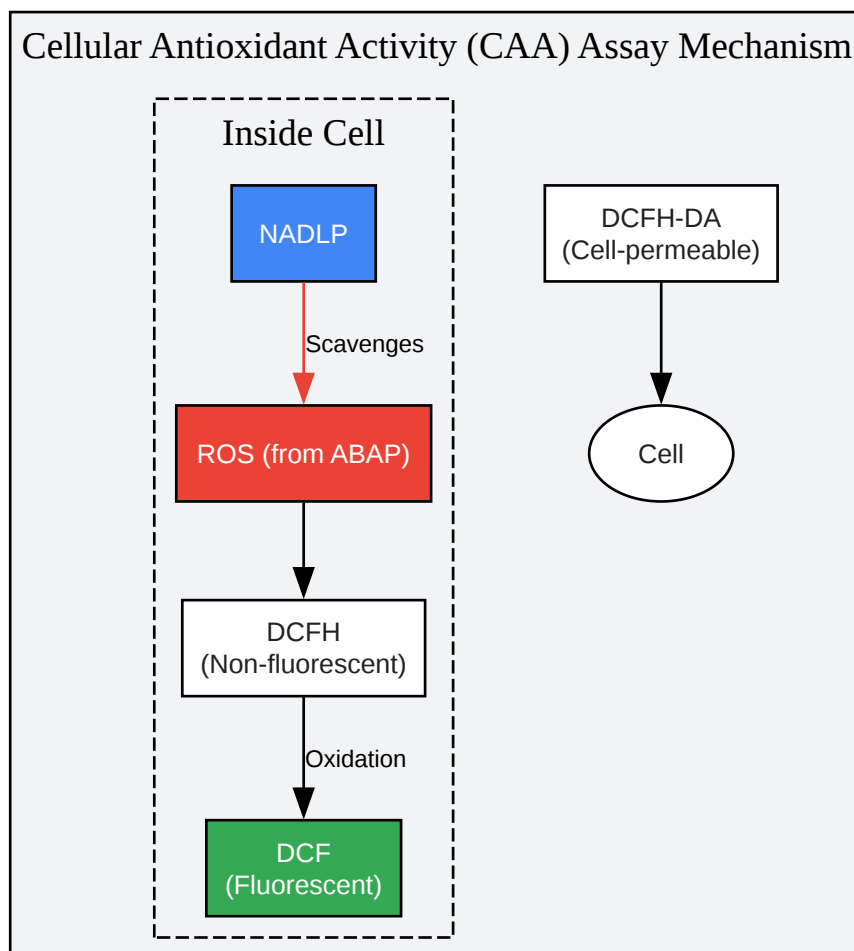 Cellular Antioxidant Activity (CAA) Assay Mechanism
Inside Cell
NADLP
Scavenges
ROS (from ABAP)
DCFH
(Non-fluorescent)
Oxidation
DCF
(Fluorescent)
DCFH-DA
(Cell-permeable)
Cell